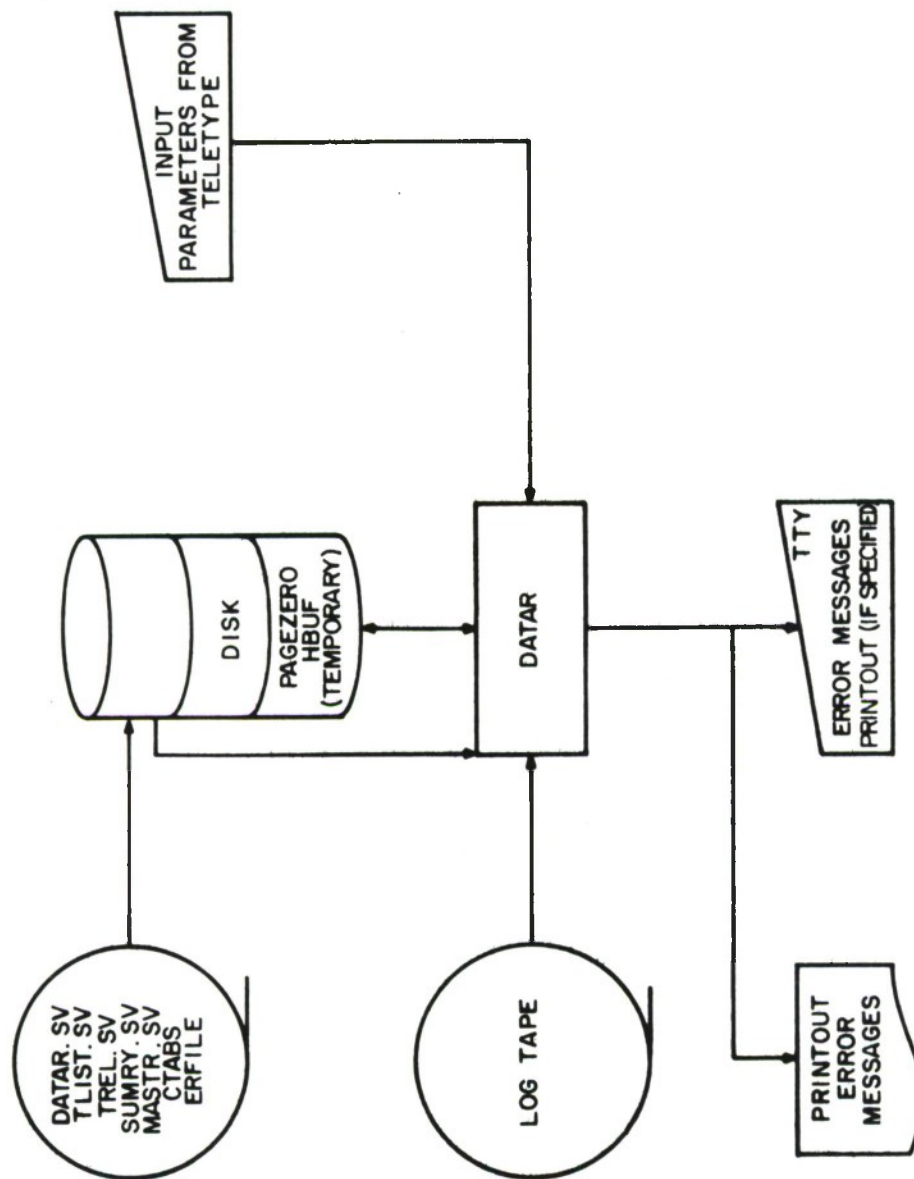 DATAR. SV
TLIST. SV
TREL. SV
SUMRY. SV
MASTR. SV
CTABS
ERFILE
DISK
PAGEZERO
HBUF
(TEMPORARY)
INPUT
PARAMETERS FROM
TELETYPE
LOG TAPE
DATAR
PRINTOUT
ERROR
MESSAGES
TTY
ERROR MESSAGES
PRINTOUT (IF SPECIFIED)